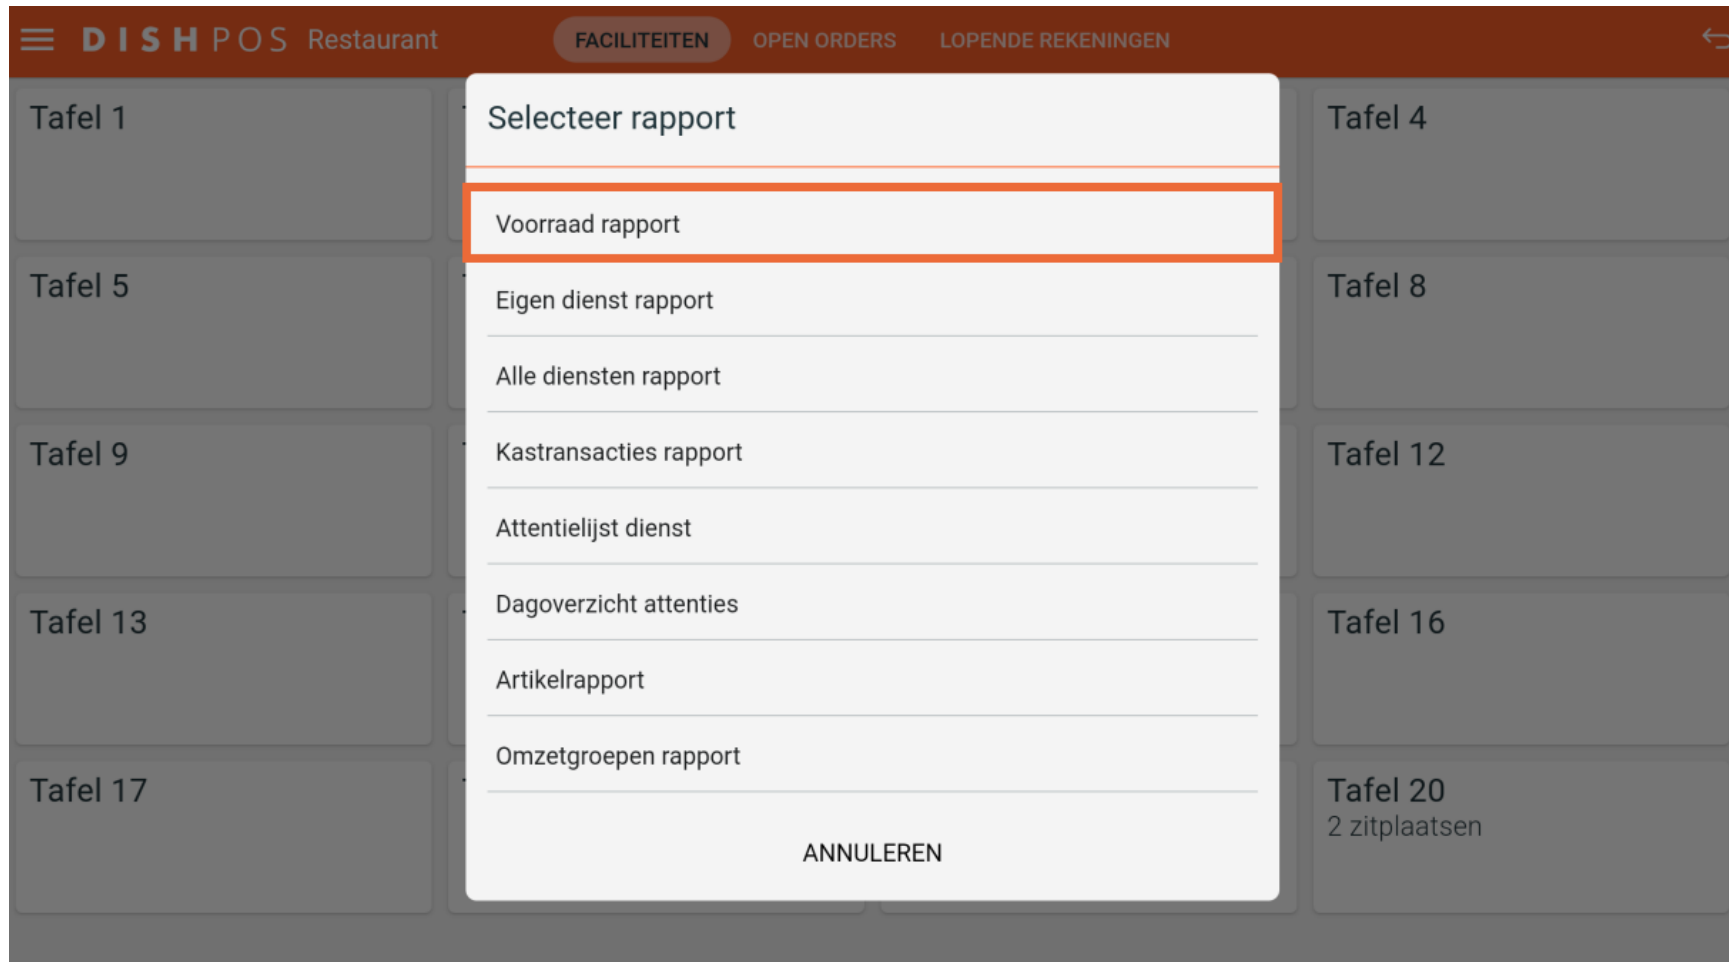 DISH POS Restaurant FACILITEITEN OPEN ORDERS LOPENDE REKENINGEN
Tafel 1
Tafel 4
Tafel 5
Tafel 8
Tafel 9
Tafel 12
Tafel 13
Tafel 16
Tafel 17
Tafel 20
2 zitplaatsen
Selecteer rapport
Voorraad rapport
Eigen dienst rapport
Alle diensten rapport
Kastransacties rapport
Attentielijst dienst
Dagoverzicht attenties
Artikelrapport
Omzetgroepen rapport
ANNULEREN